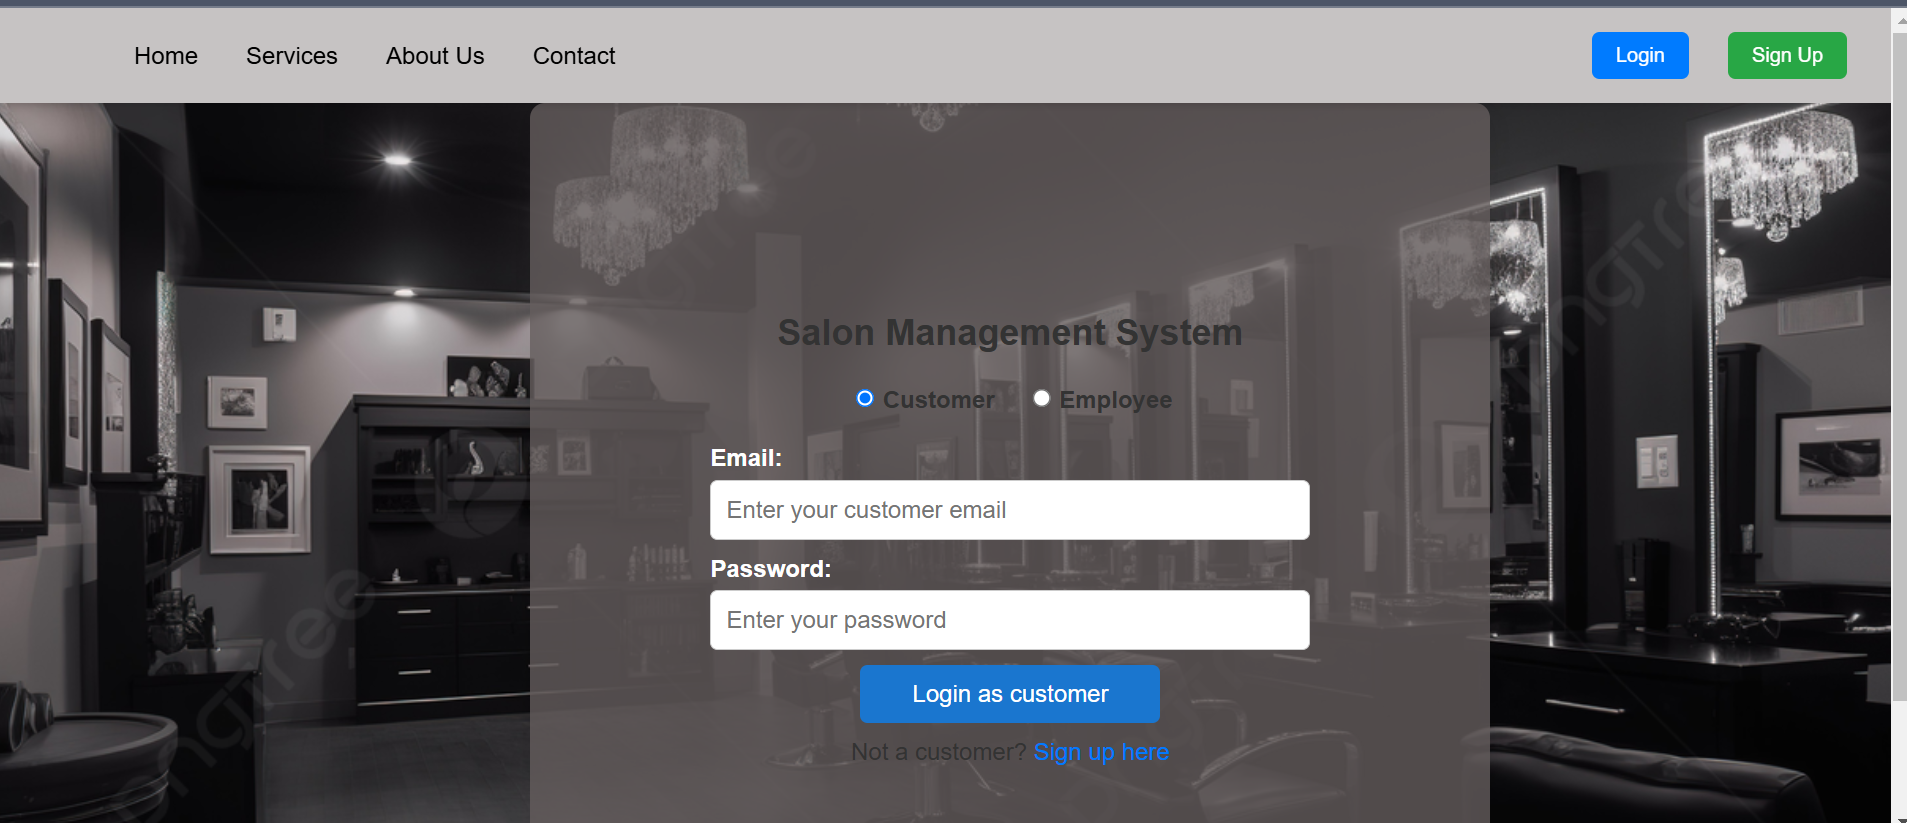 Home Services About Us Contact Login Sign Up
Salon Management System
Customer Employee
Email:
Enter your customer email
Password:
Enter your password
Login as customer
Not a customer? Sign up here